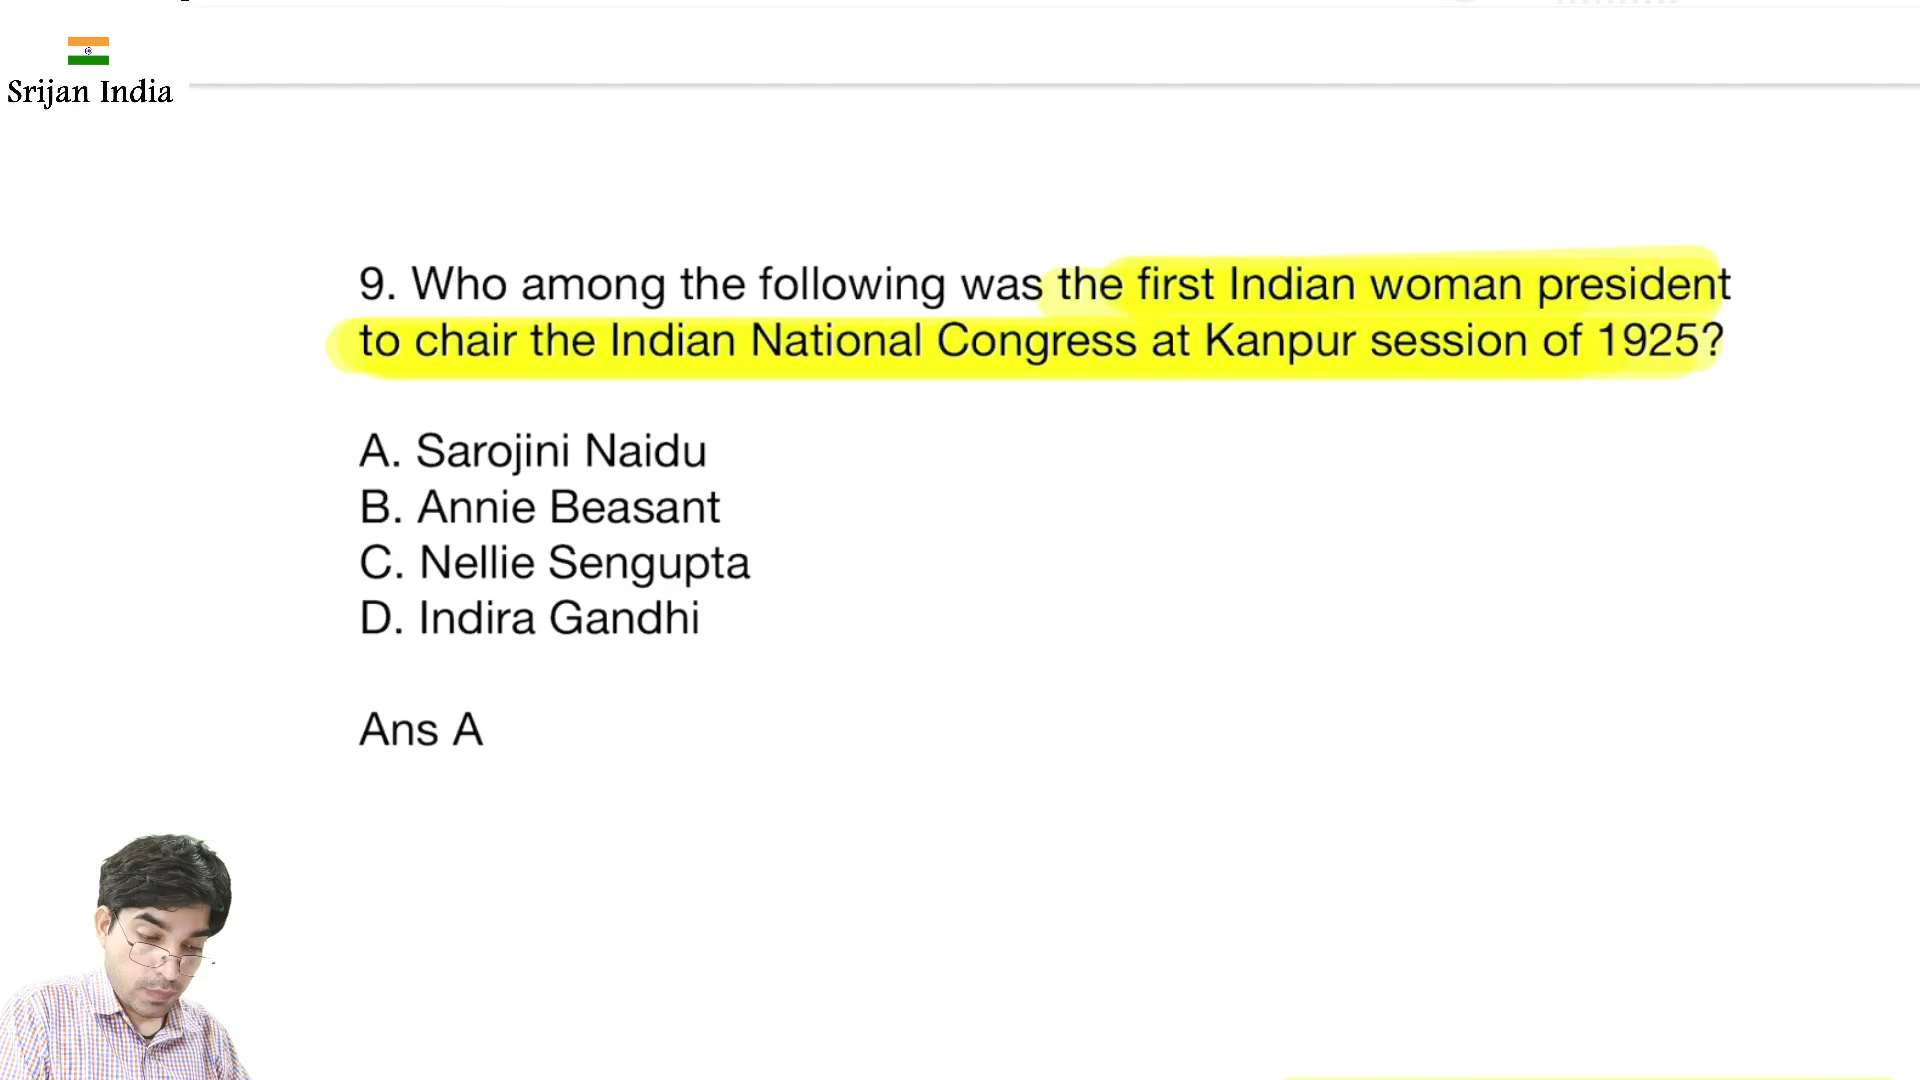 Srijan India
9. Who among the following was the first Indian woman president
to chair the Indian National Congress at Kanpur session of 1925?
A. Sarojini Naidu
B. Annie Beasant
C. Nellie Sengupta
D. Indira Gandhi
Ans A